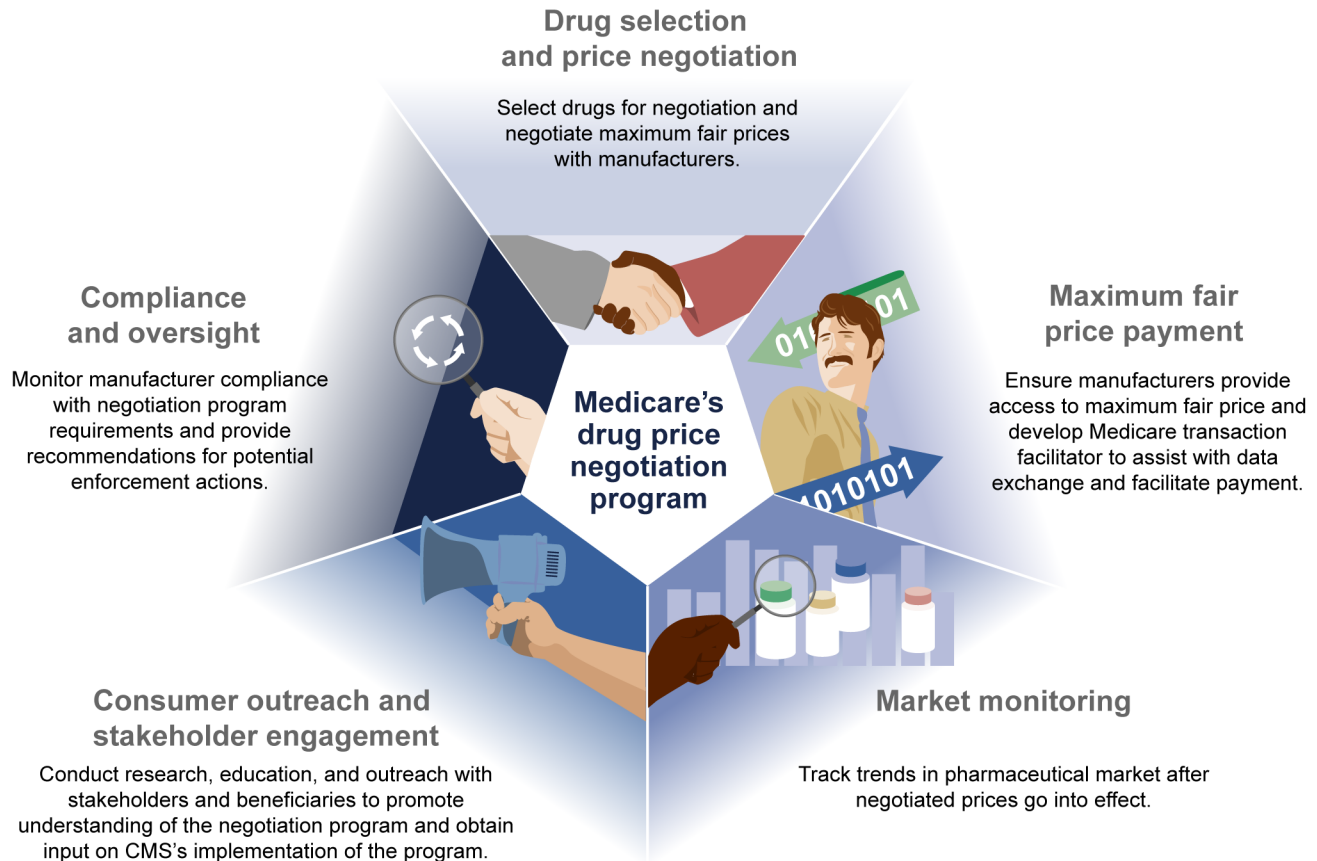 Drug selection
and price negotiation
Select drugs for negotiation and
negotiate maximum fair prices
with manufacturers.
Maximum fair
price payment
Ensure manufacturers provide
access to maximum fair price and
develop Medicare transaction
facilitator to assist with data
exchange and facilitate payment.
Market monitoring
Track trends in pharmaceutical market after
negotiated prices go into effect.
Consumer outreach and
stakeholder engagement
Conduct research, education, and outreach with
stakeholders and beneficiaries to promote
understanding of the negotiation program and obtain
input on CMS’s implementation of the program.
Compliance
and oversight
Monitor manufacturer compliance
with negotiation program
requirements and provide
recommendations for potential
enforcement actions.
Medicare’s
drug price
negotiation
program
1010101